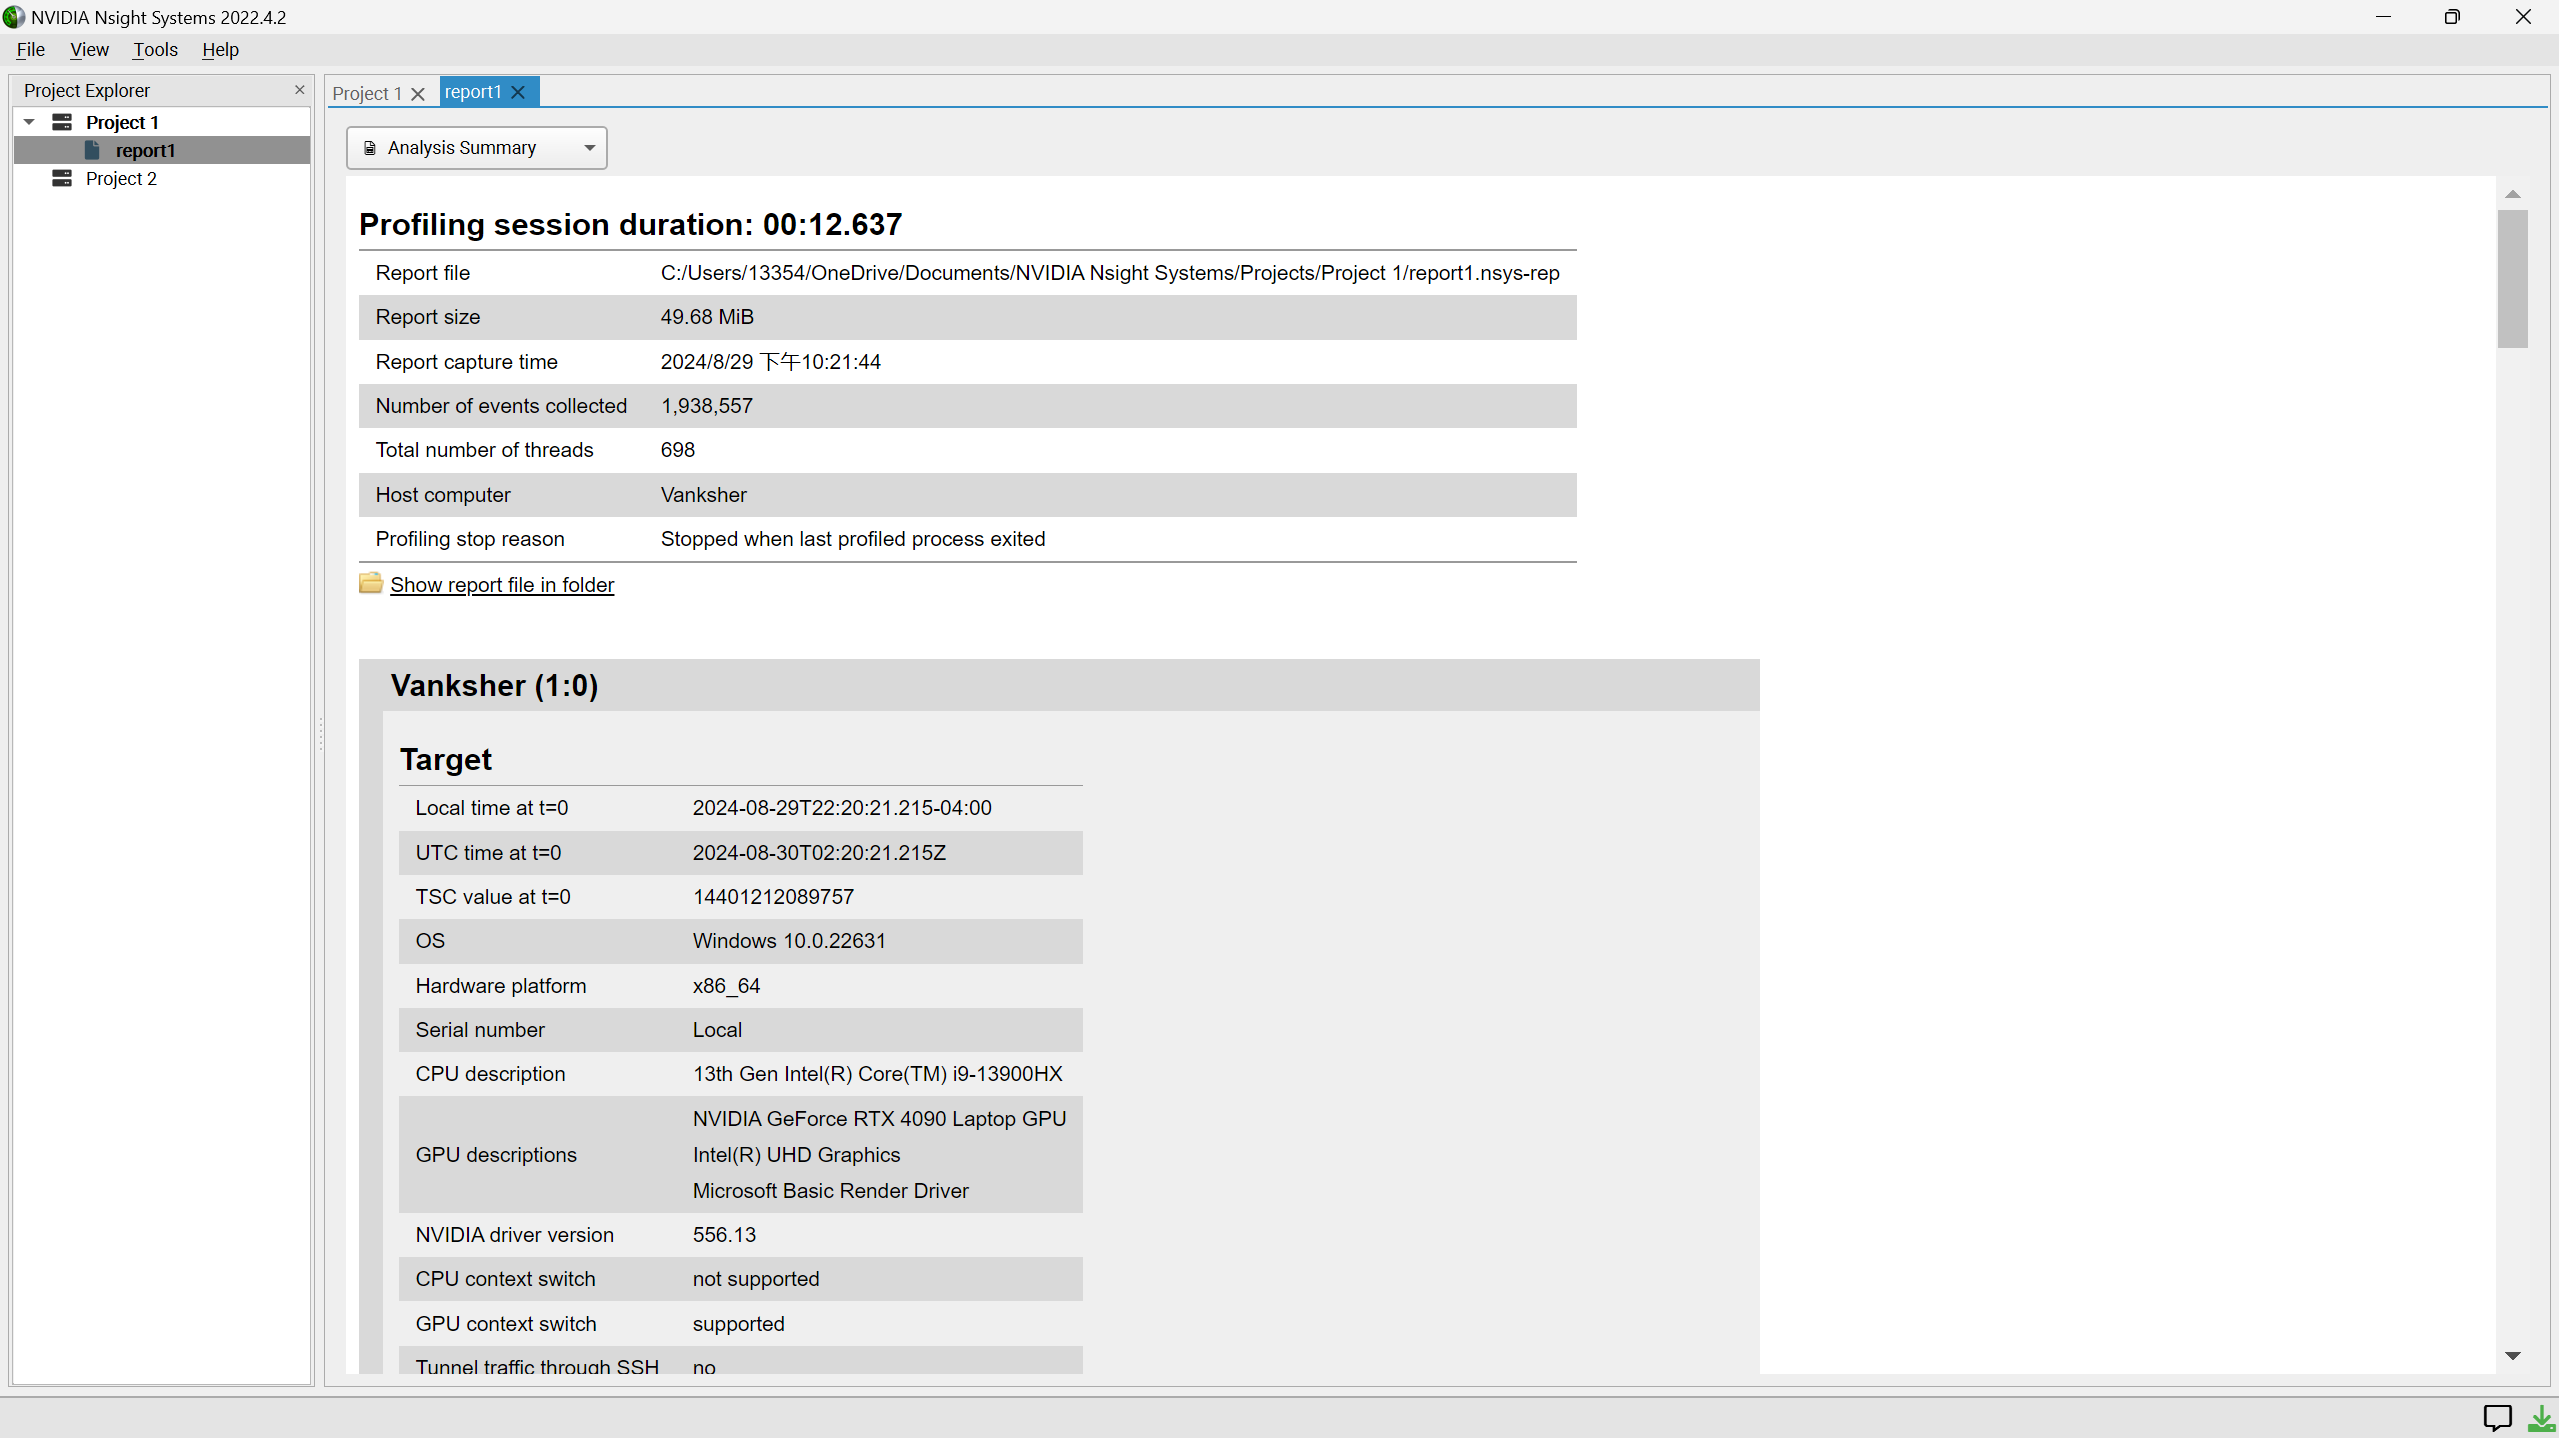 NVIDIA Nsight Systems 2022.4.2
File View Tools Help
Project Explorer
Project 1
report1
Project 2
Project 1 report1
Analysis Summary
Profiling session duration: 00:12.637
Report file C:/Users/13354/OneDrive/Documents/NVIDIA Nsight Systems/Projects/Project 1/report1.nsys-rep
Report size 49.68 MiB
Report capture time 2024/8/29 下午10:21:44
Number of events collected 1,938,557
Total number of threads 698
Host computer Vanksher
Profiling stop reason Stopped when last profiled process exited
Show report file in folder
Vanksher (1:0)
Target
Local time at t=0 2024-08-29T22:20:21.215-04:00
UTC time at t=0 2024-08-30T02:20:21.215Z
TSC value at t=0 14401212089757
OS Windows 10.0.22631
Hardware platform x86_64
Serial number Local
CPU description 13th Gen Intel(R) Core(TM) i9-13900HX
GPU descriptions NVIDIA GeForce RTX 4090 Laptop GPU
Intel(R) UHD Graphics
Microsoft Basic Render Driver
NVIDIA driver version 556.13
CPU context switch not supported
GPU context switch supported
Tunnel traffic through SSH no